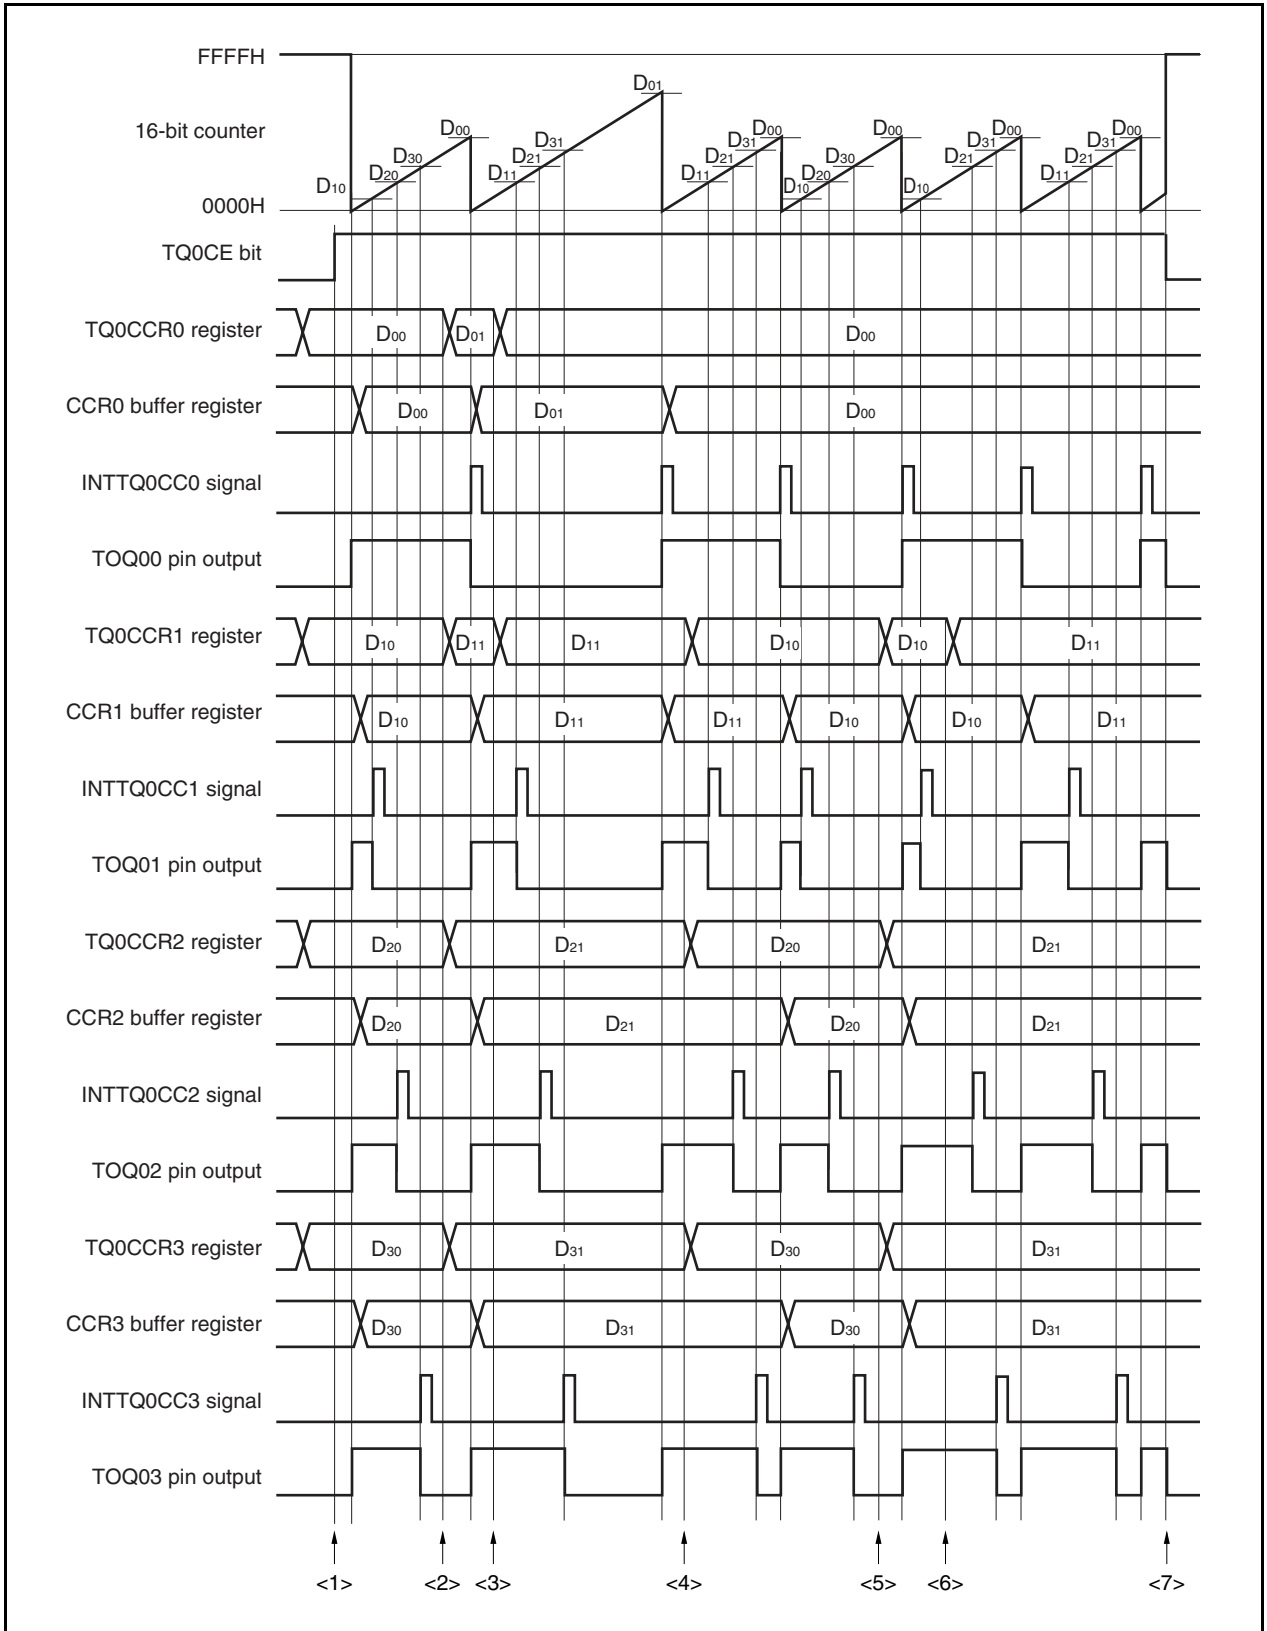 FFFFH
D01
16-bit counter
D00 D31 D00 D00 D00 D00
D30 D31 D30 D31 D31
D20 D21 D21 D20 D21 D21
D10 D11 D11 D10 D10 D11
0000H
TQ0CE bit
TQ0CCR0 register D00 D01 D00
CCR0 buffer register D00 D01 D00
INTTQ0CC0 signal
TOQ00 pin output
TQ0CCR1 register D10 D11 D11 D10 D10 D11
CCR1 buffer register D10 D11 D11 D10 D10 D11
INTTQ0CC1 signal
TOQ01 pin output
TQ0CCR2 register D20 D21 D20 D21
CCR2 buffer register D20 D21 D20 D21
INTTQ0CC2 signal
TOQ02 pin output
TQ0CCR3 register D30 D31 D30 D31
CCR3 buffer register D30 D31 D30 D31
INTTQ0CC3 signal
TOQ03 pin output
<1> <2> <3> <4> <5> <6> <7>